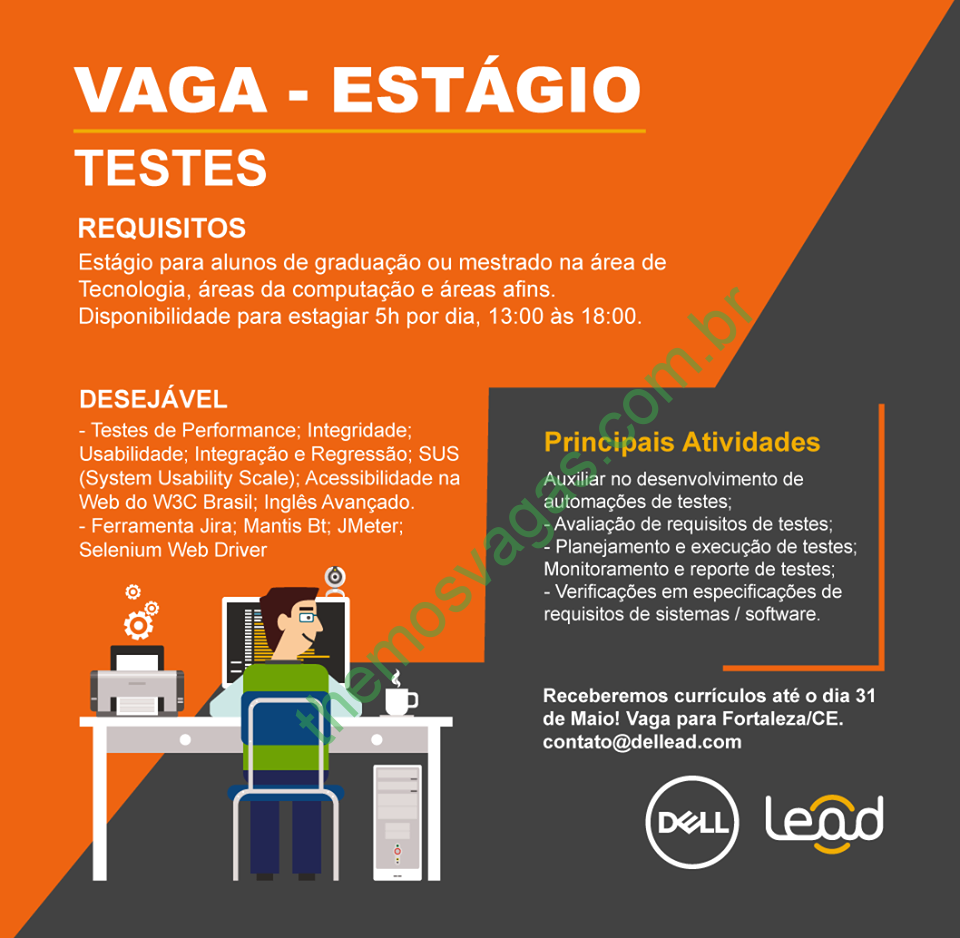 VAGA - ESTÁGIO
TESTES
REQUISITOS
Estágio para alunos de graduação ou mestrado na área de
Tecnologia, áreas da computação e áreas afins.
Disponibilidade para estagiar 5h por dia, 13:00 às 18:00.
DESEJÁVEL
- Testes de Performance; Integridade;
Usabilidade; Integração e Regressão; SUS
(System Usability Scale); Acessibilidade na
Web do W3C Brasil; Inglês Avançado.
- Ferramenta Jira; Mantis Bt; JMeter;
Selenium Web Driver
Principais Atividades
Auxiliar no desenvolvimento de
automações de testes;
- Avaliação de requisitos de testes;
- Planejamento e execução de testes;
Monitoramento e reporte de testes;
- Verificações em especificações de
requisitos de sistemas / software.
Receberemos currículos até o dia 31
de Maio! Vaga para Fortaleza/CE.
contato@dellead.com
DELL
Lead
themosvagas.com.br